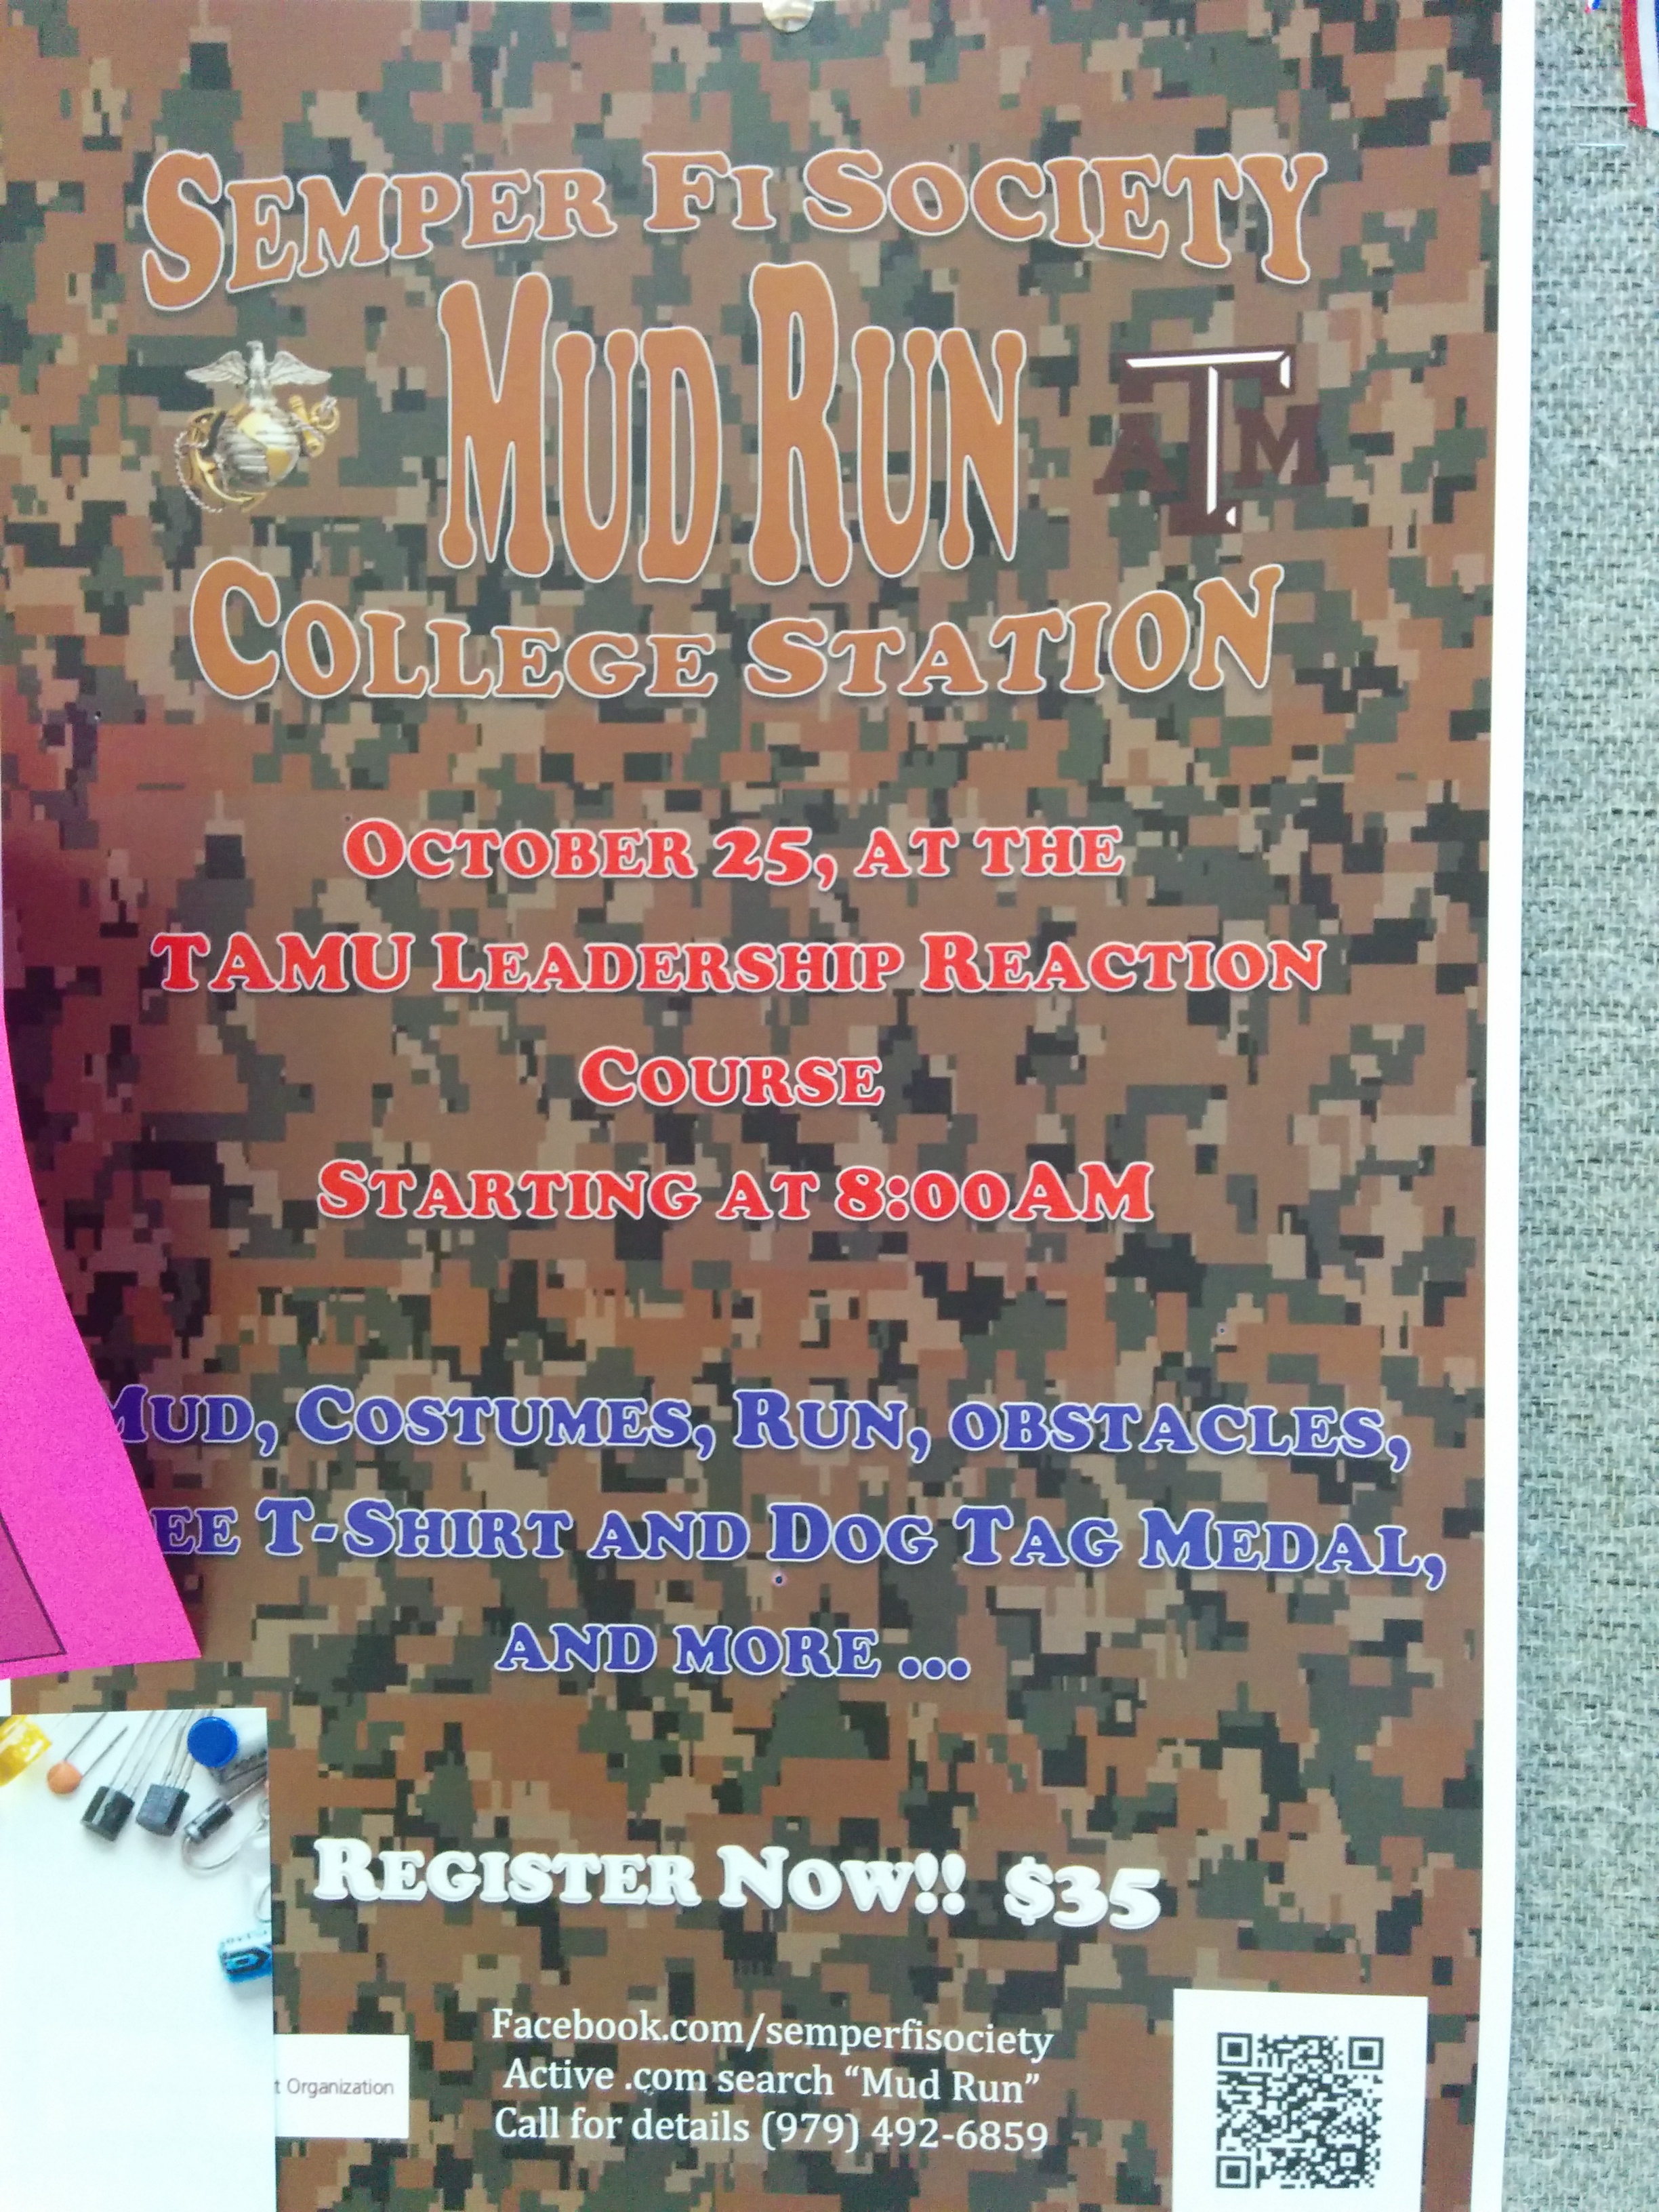 Semper Fi Society
Mud Run
ATM
College Station
October 25, at the
TAMU Leadership Reaction
Course
Starting at 8:00AM
Mud, Costumes, Run, obstacles,
ee T-Shirt and Dog Tag Medal,
and more ...
Register Now!! $35
Facebook.com/semperfisociety
Active .com search “Mud Run”
Call for details (979) 492-6859
t Organization